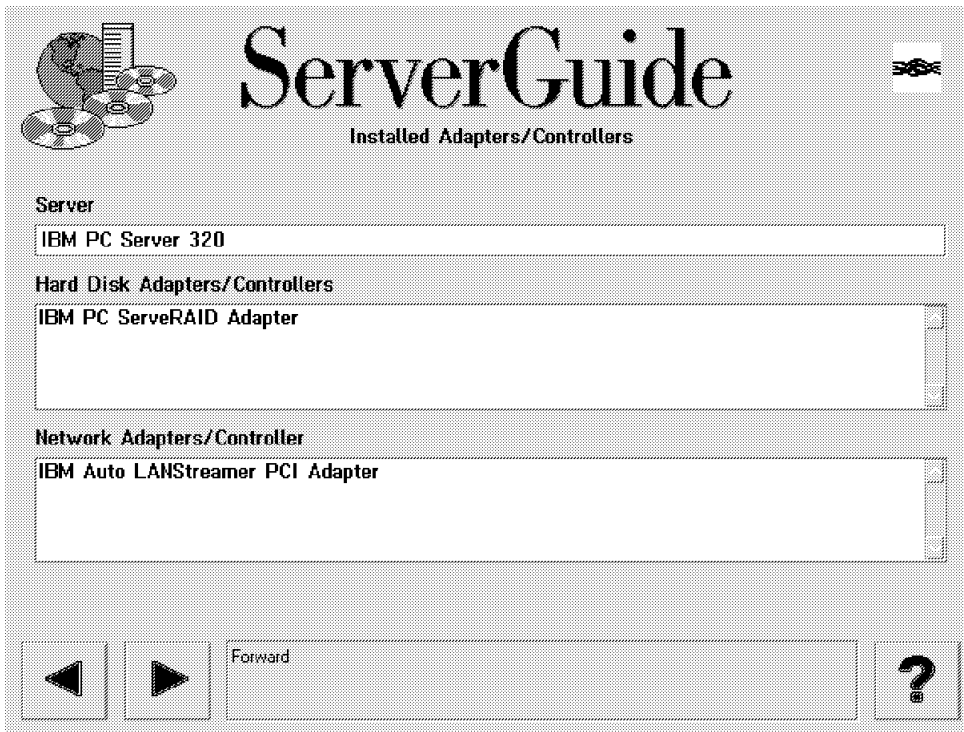 ServerGuide
Installed Adapters/Controllers
Server
IBM PC Server 320
Hard Disk Adapters/Controllers
IBM PC ServeRAID Adapter
Network Adapters/Controller
IBM Auto LANStreamer PCI Adapter
Forward
?